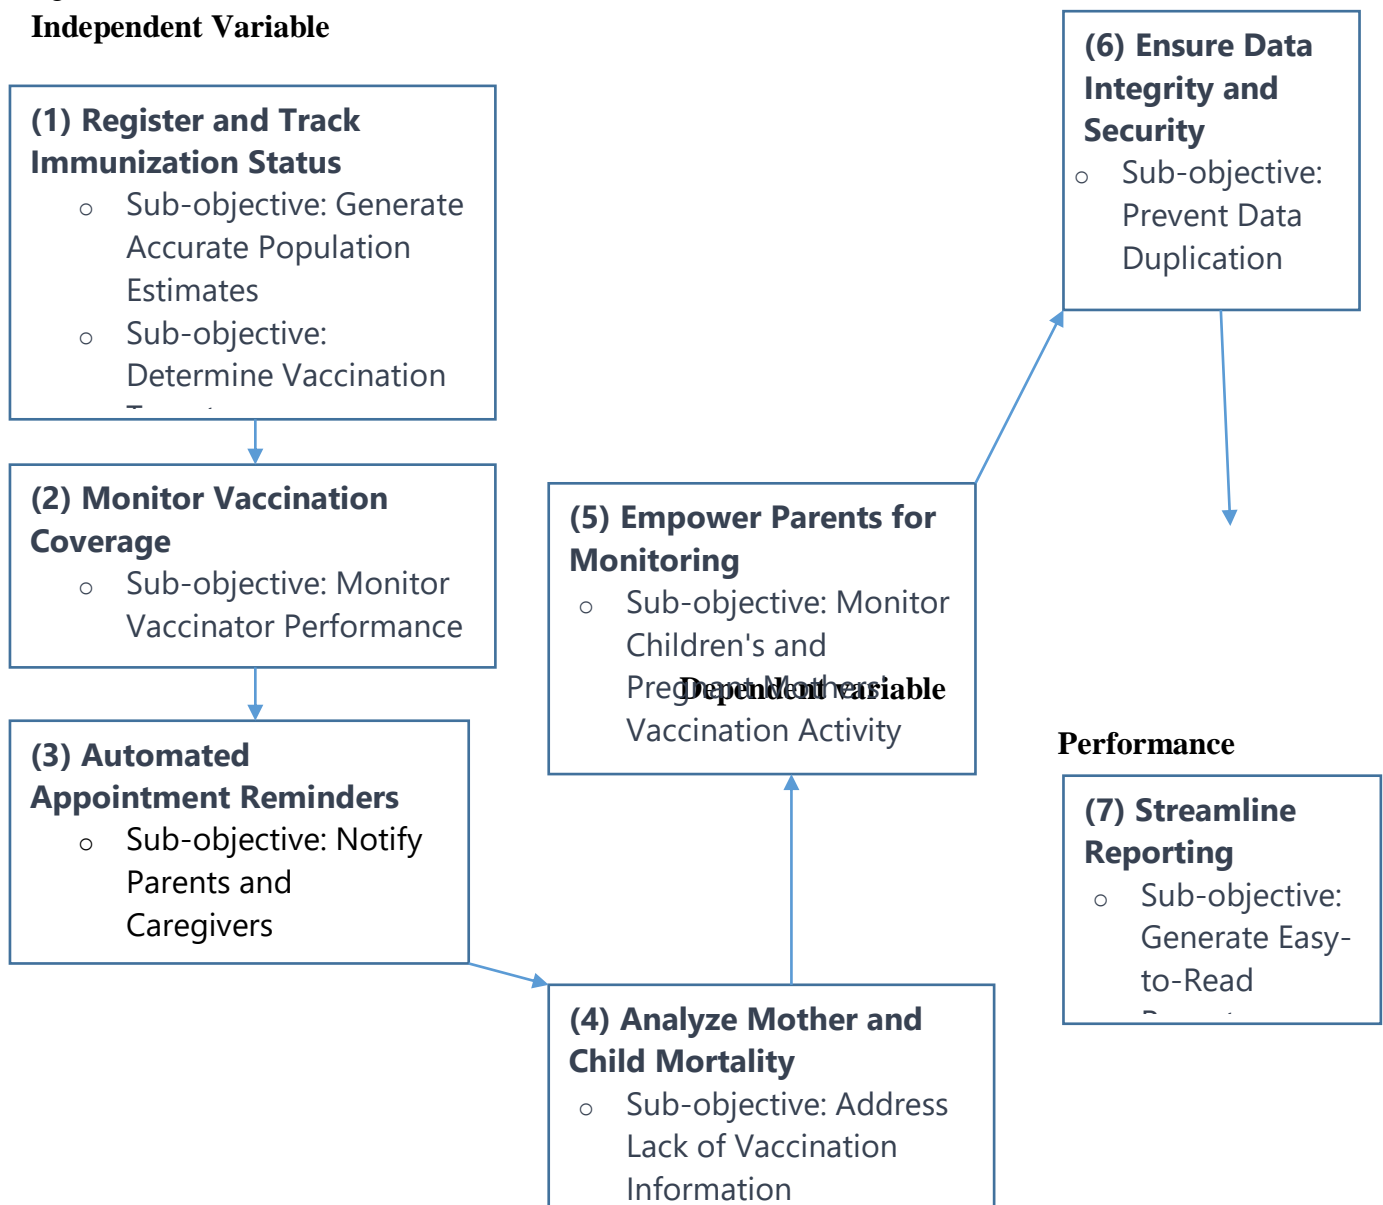 Independent Variable
(1) Register and Track
Immunization Status
o Sub-objective: Generate
Accurate Population
Estimates
o Sub-objective:
Determine Vaccination
(2) Monitor Vaccination
Coverage
o Sub-objective: Monitor
Vaccinator Performance
(3) Automated
Appointment Reminders
o Sub-objective: Notify
Parents and
Caregivers
(4) Analyze Mother and
Child Mortality
o Sub-objective: Address
Lack of Vaccination
Information
(5) Empower Parents for
Monitoring
o Sub-objective: Monitor
Children's and
Pregnant Mothers'
Vaccination Activity
Dependent variable
(6) Ensure Data
Integrity and
Security
o Sub-objective:
Prevent Data
Duplication
Performance
(7) Streamline
Reporting
o Sub-objective:
Generate Easy-
to-Read